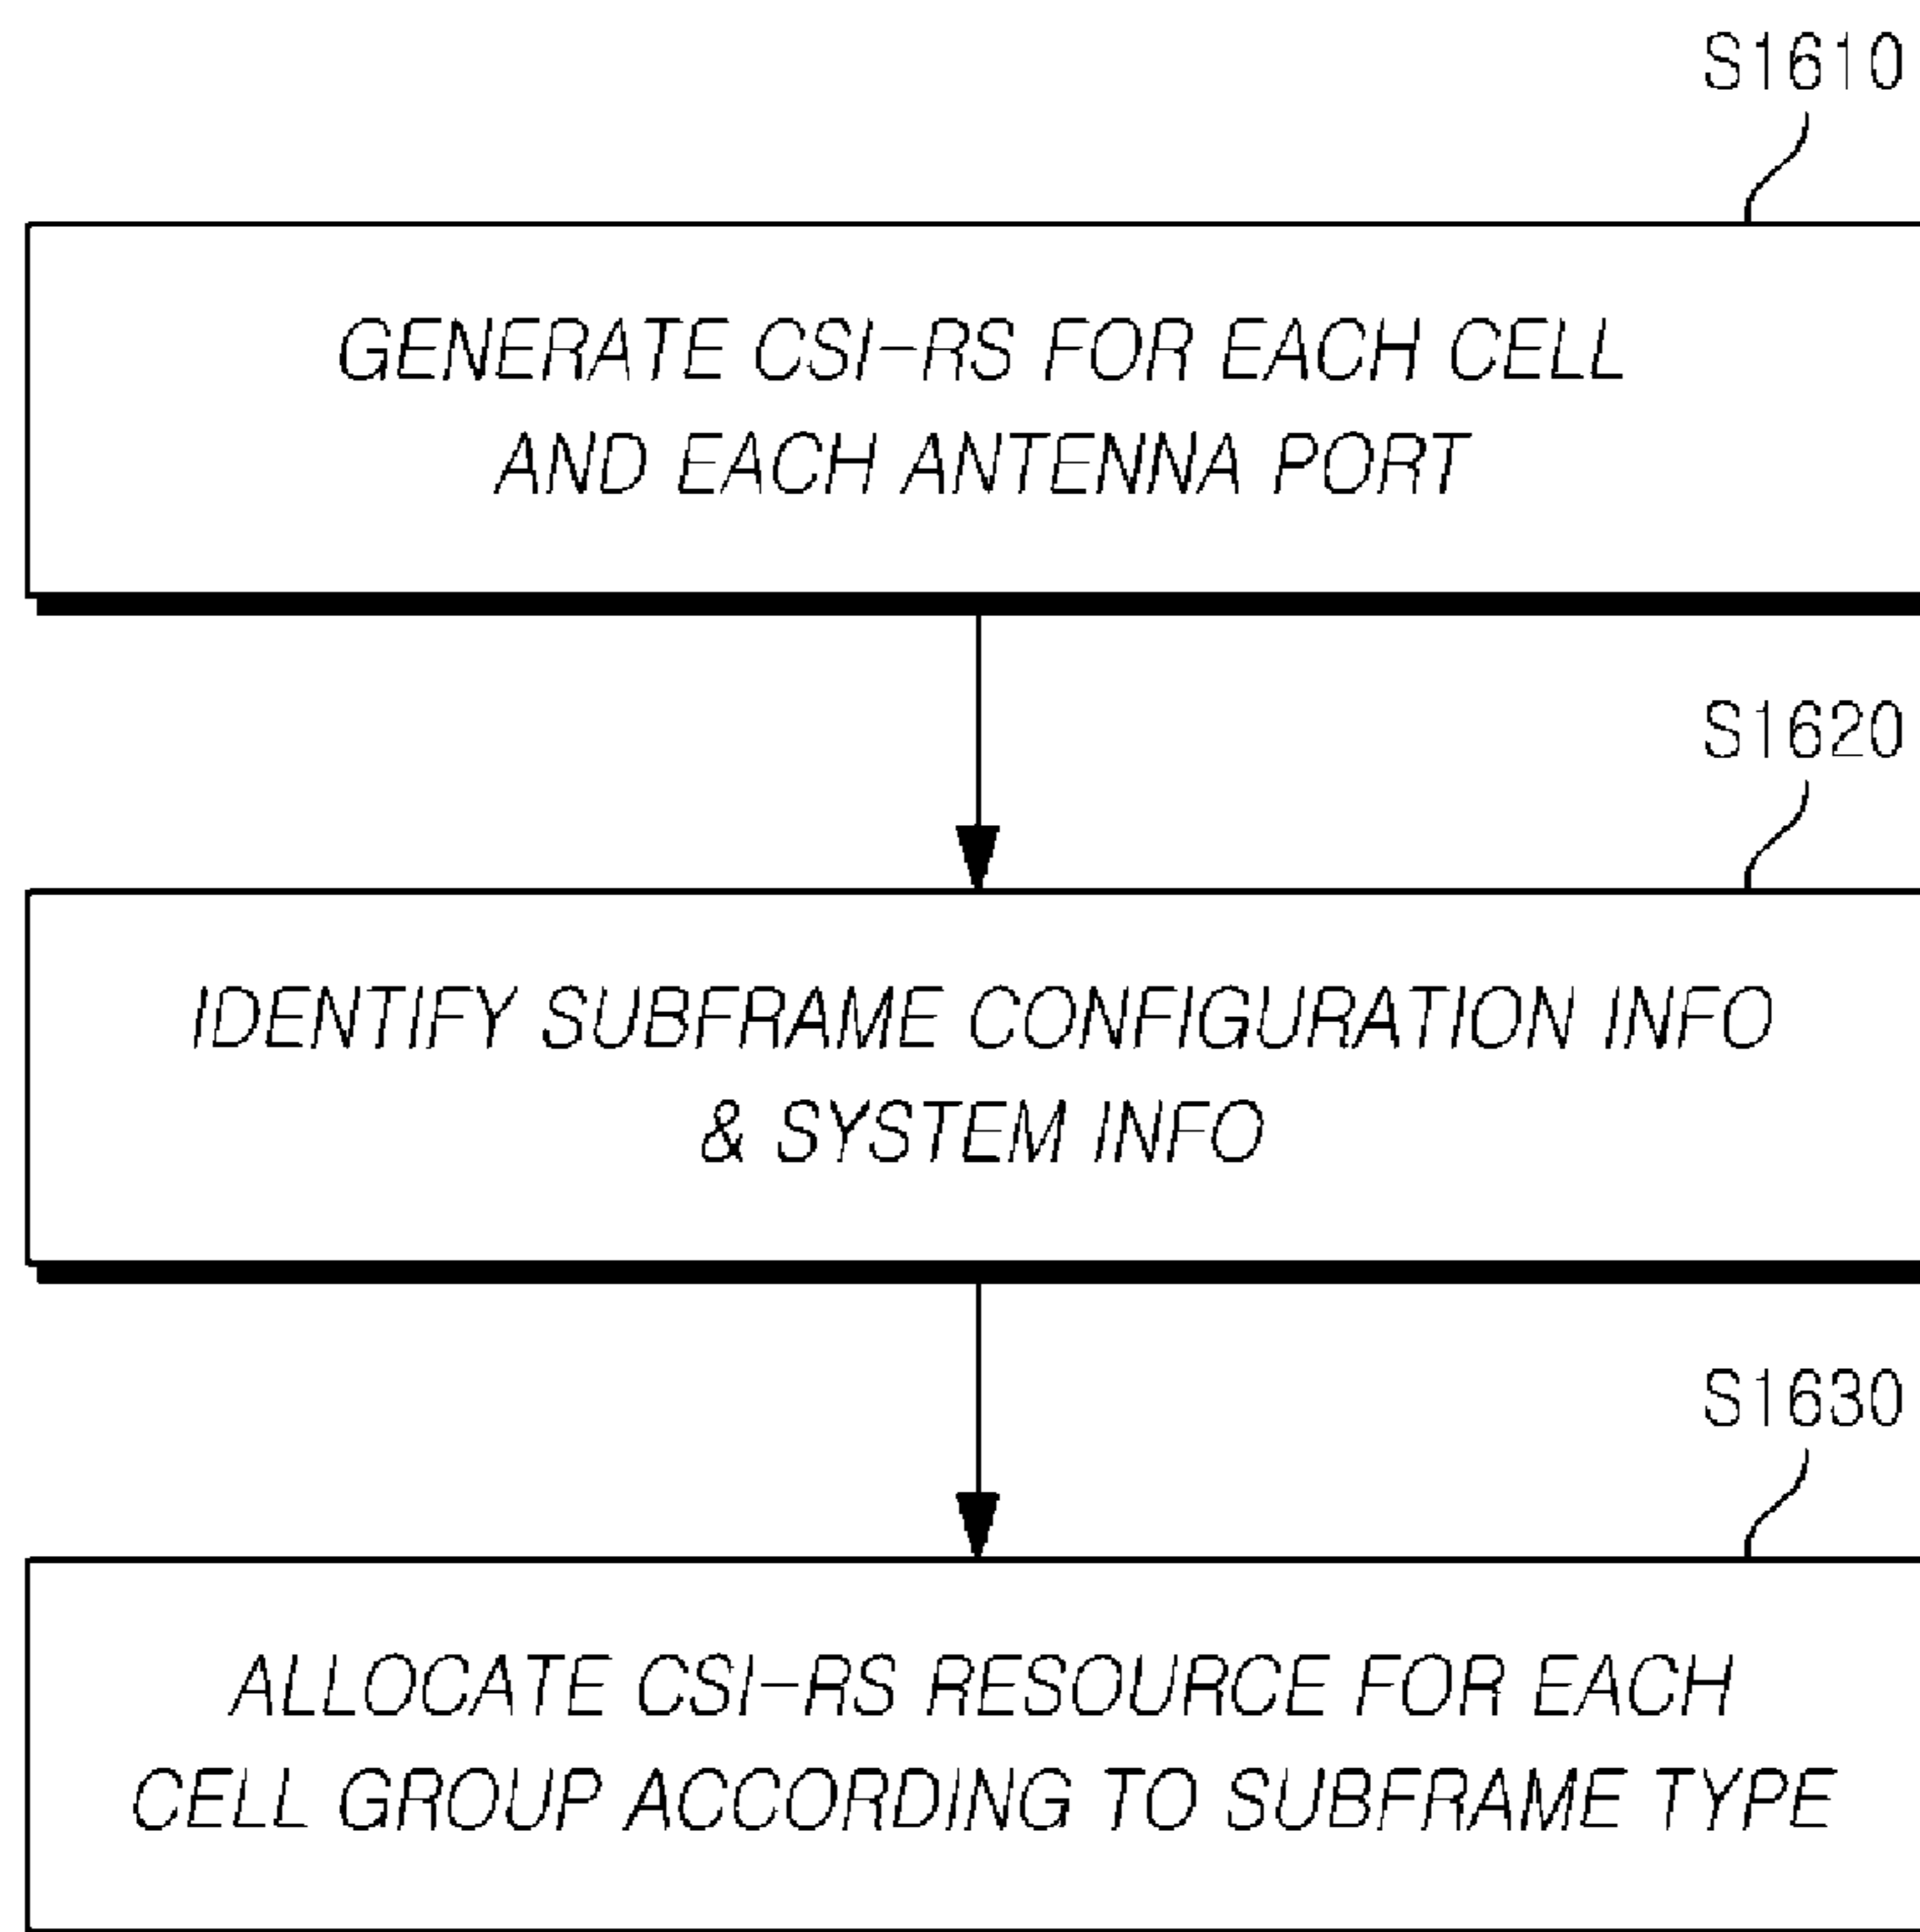 S1610
GENERATE CSI-RS FOR EACH CELL
AND EACH ANTENNA PORT
S1620
IDENTIFY SUBFRAME CONFIGURATION INFO
& SYSTEM INFO
S1630
ALLOCATE CSI-RS RESOURCE FOR EACH
CELL GROUP ACCORDING TO SUBFRAME TYPE